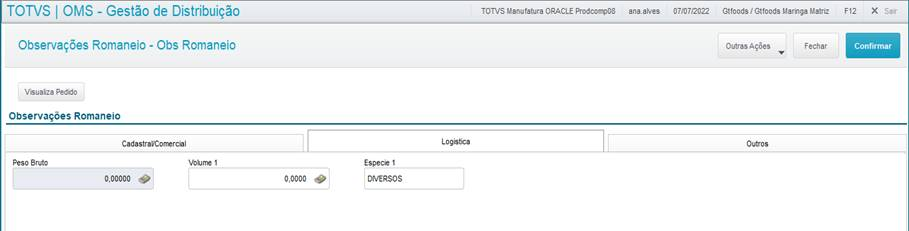 TOTVS | OMS - Gestão de Distribuição TOTVS Manufatura ORACLE Prodcomp08 ana.alves 07/07/2022 Gtfoods / Gtfoods Maringa Matriz F12 X Sair
Observações Romaneio - Obs Romaneio Outras Ações Fechar Confirmar
Visualiza Pedido
Observações Romaneio
Cadastral/Comercial Logistica Outros
Peso Bruto Volume 1 Especie 1
0,00000 0,0000 DIVERSOS